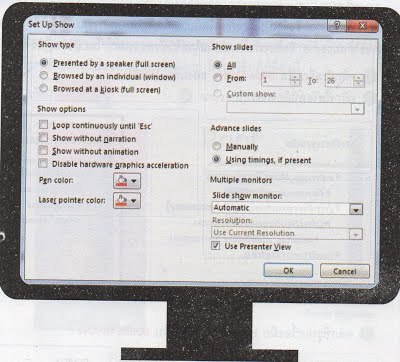 Set Up Show
Show type
Presented by a speaker (full screen)
Browsed by an individual (window)
Browsed at a kiosk (full screen)
Show options
Loop continuously until 'Esc'
Show without narration
Show without animation
Disable hardware graphics acceleration
Pen color:
Laser pointer color:
Show slides
All
From: 1 To: 26
Custom show:
Advance slides
Manually
Using timings, if present
Multiple monitors
Slide show monitor:
Automatic
Resolution:
Use Current Resolution
Use Presenter View
OK Cancel